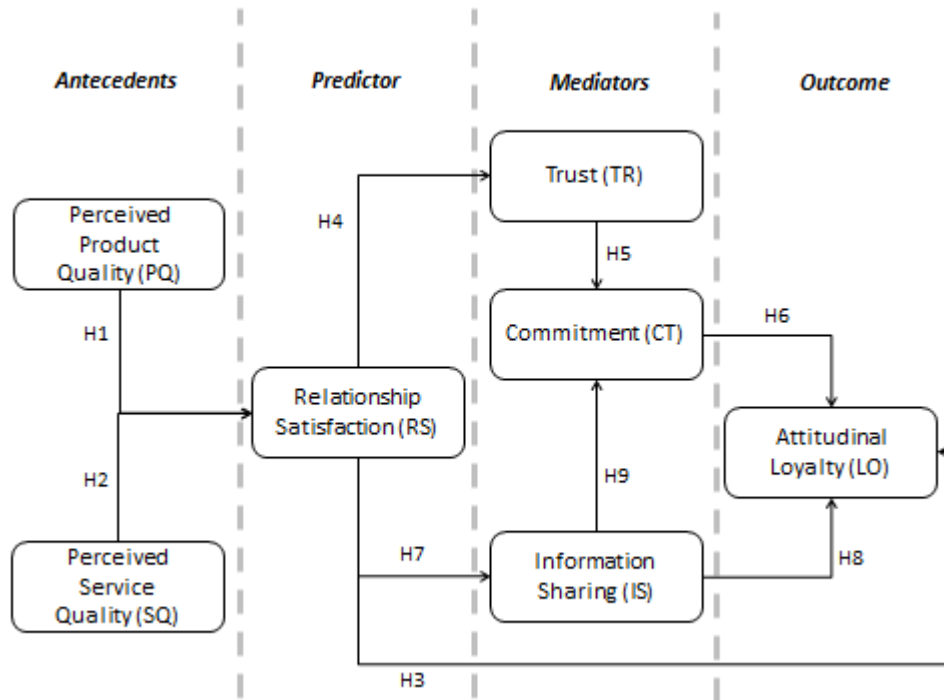 Antecedents
Predictor
Mediators
Outcome
Trust (TR)
Perceived
Product
Quality (PQ)
H4
H5
H1
Commitment (CT)
H6
Relationship
Satisfaction (RS)
Attitudinal
Loyalty (LO)
H2
H9
Perceived
Service
Quality (SQ)
H7
Information
Sharing (IS)
H8
H3